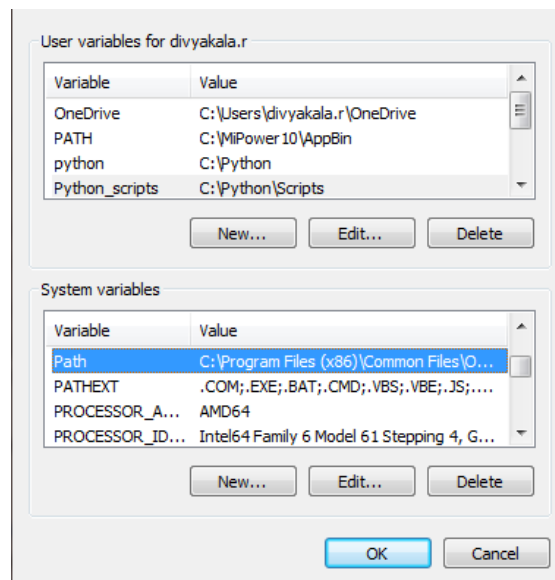 User variables for divyakala.r
Variable Value
OneDrive C:\Users\divyakala.r\OneDrive
PATH C:\MiPower10\AppBin
python C:\Python
Python_scripts C:\Python\Scripts
New... Edit... Delete
System variables
Variable Value
Path C:\Program Files (x86)\Common Files\O...
PATHEXT .COM;.EXE;.BAT;.CMD;.VBS;.VBE;.JS;....
PROCESSOR_A... AMD64
PROCESSOR_ID... Intel64 Family 6 Model 61 Stepping 4, G...
New... Edit... Delete
OK Cancel